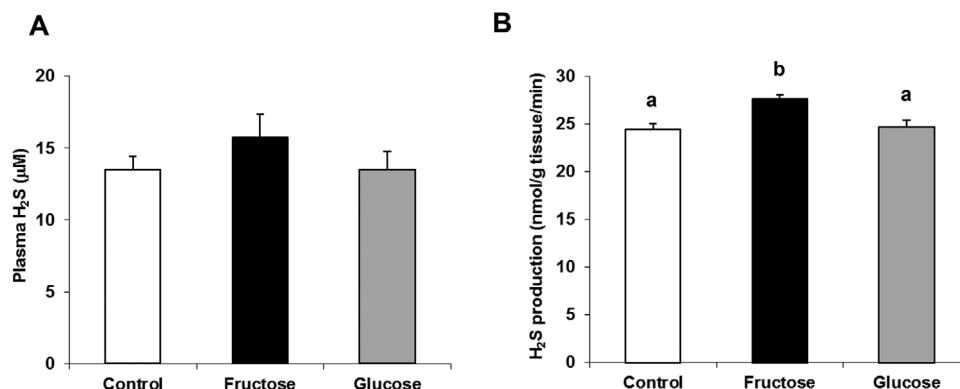 A
Plasma H₂S (µM)
20
15
10
5
0
Control
Fructose
Glucose
B
H₂S production (nmol/g tissue/min)
30
25
20
15
10
5
0
a
b
a
Control
Fructose
Glucose